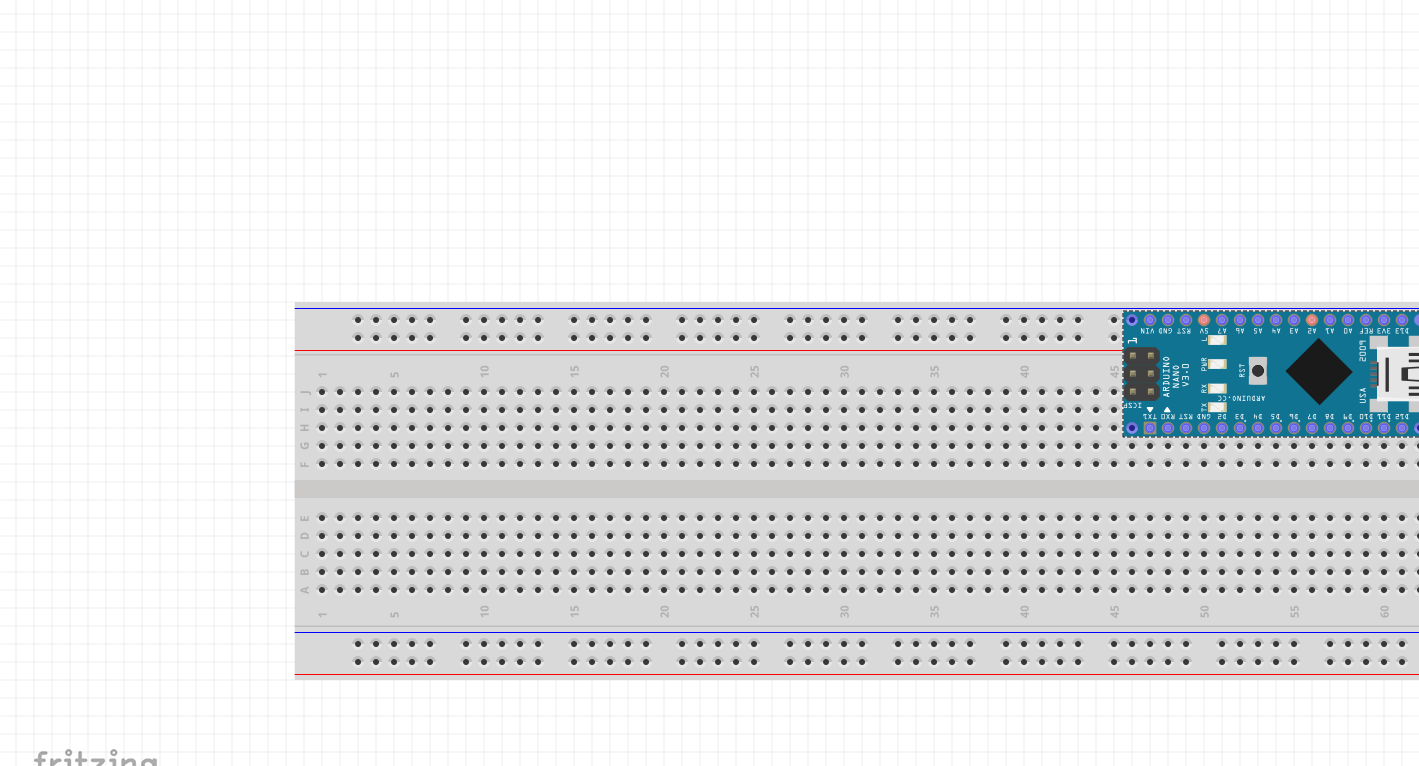 VIN GND RST 5V A7 A6 A5 A4 A3 A2 A1 A0 REF 3V3 D13
1 5 10 15 20 25 30 35 40 45
1
L
PWR
RX
TX
ARDUINO
NANO
V3.0
RST
ARDUINO.CC
2009
USA
ICSP
TX1 RX0 RST GND D2 D3 D4 D5 D6 D7 D8 D9 D10 D11 D12
J
I
H
G
F
E
D
C
B
A
1 5 10 15 20 25 30 35 40 45 50 55 60
fritzing